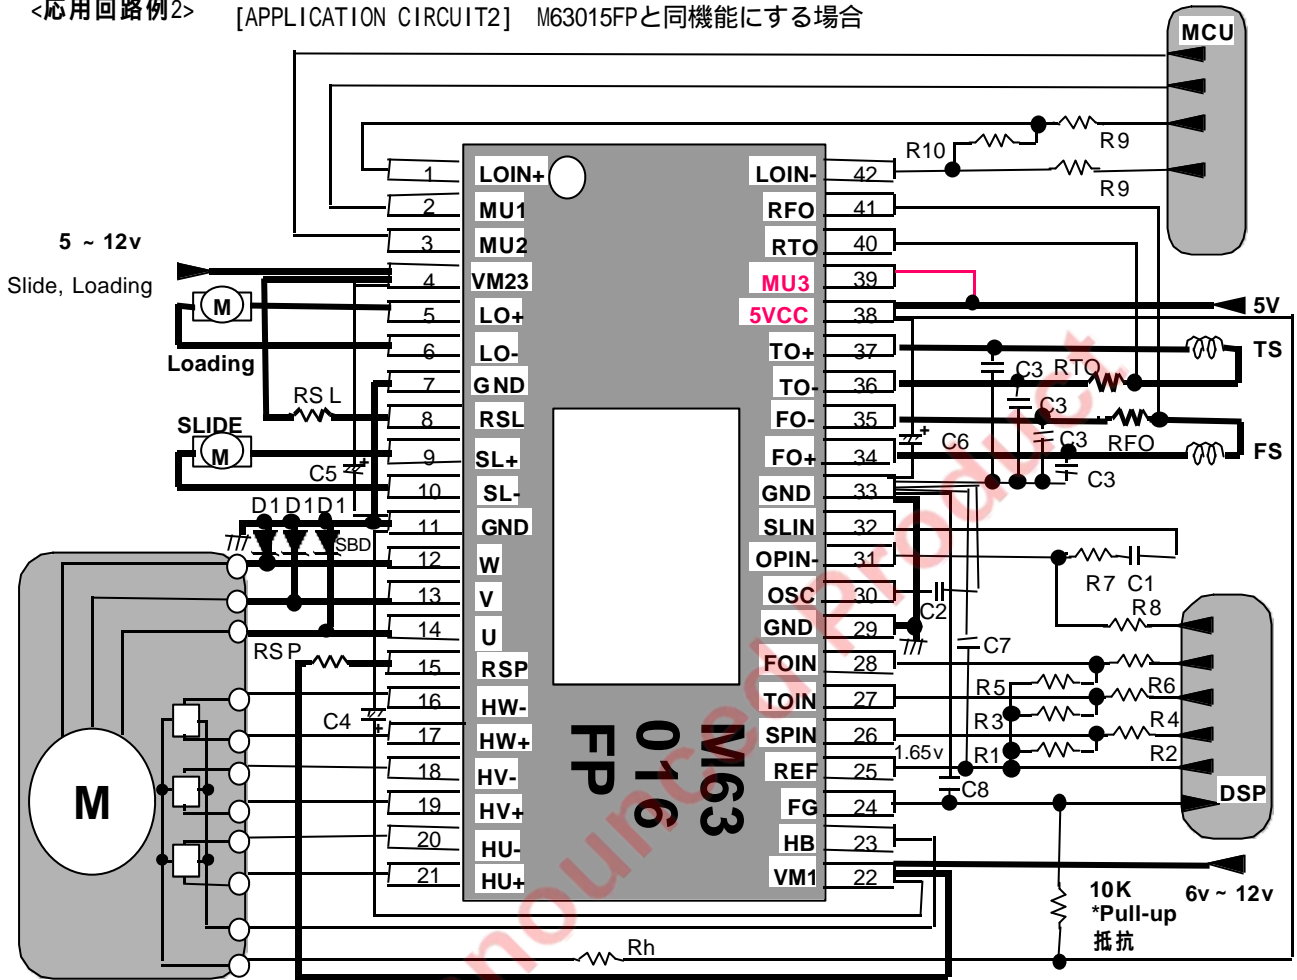 <応用回路例2> [APPLICATION CIRCUIT2] M63015FPと同機能にする場合
MCU
R10
R9
R9
1 LOIN+
2 MU1
3 MU2
4 VM23
5 LO+
6 LO-
7 GND
8 RSL
9 SL+
10 SL-
11 GND
12 W
13 V
14 U
15 RSP
16 HW-
17 HW+
18 HV-
19 HV+
20 HU-
21 HU+
LOIN- 42
RFO 41
RTO 40
MU3 39
5VCC 38
TO+ 37
TO- 36
FO- 35
FO+ 34
GND 33
SLIN 32
OPIN- 31
OSC 30
GND 29
FOIN 28
TOIN 27
SPIN 26
REF 25
FG 24
HB 23
VM1 22
5 ~ 12v
Slide, Loading
M
Loading
RSL
SLIDE
M
C5
+
D1 D1 D1
SBD
RSP
C4
+
M
Rh
M63
016
FP
5V
TS
C3 RTO
C3
C3 RFO
C3
FS
C6
+
R7 C1
R8
C2
C7
R5
R6
R3
R4
R1
R2
1.65v
C8
DSP
10K
*Pull-up
抵抗
6v ~ 12v
nounced Product